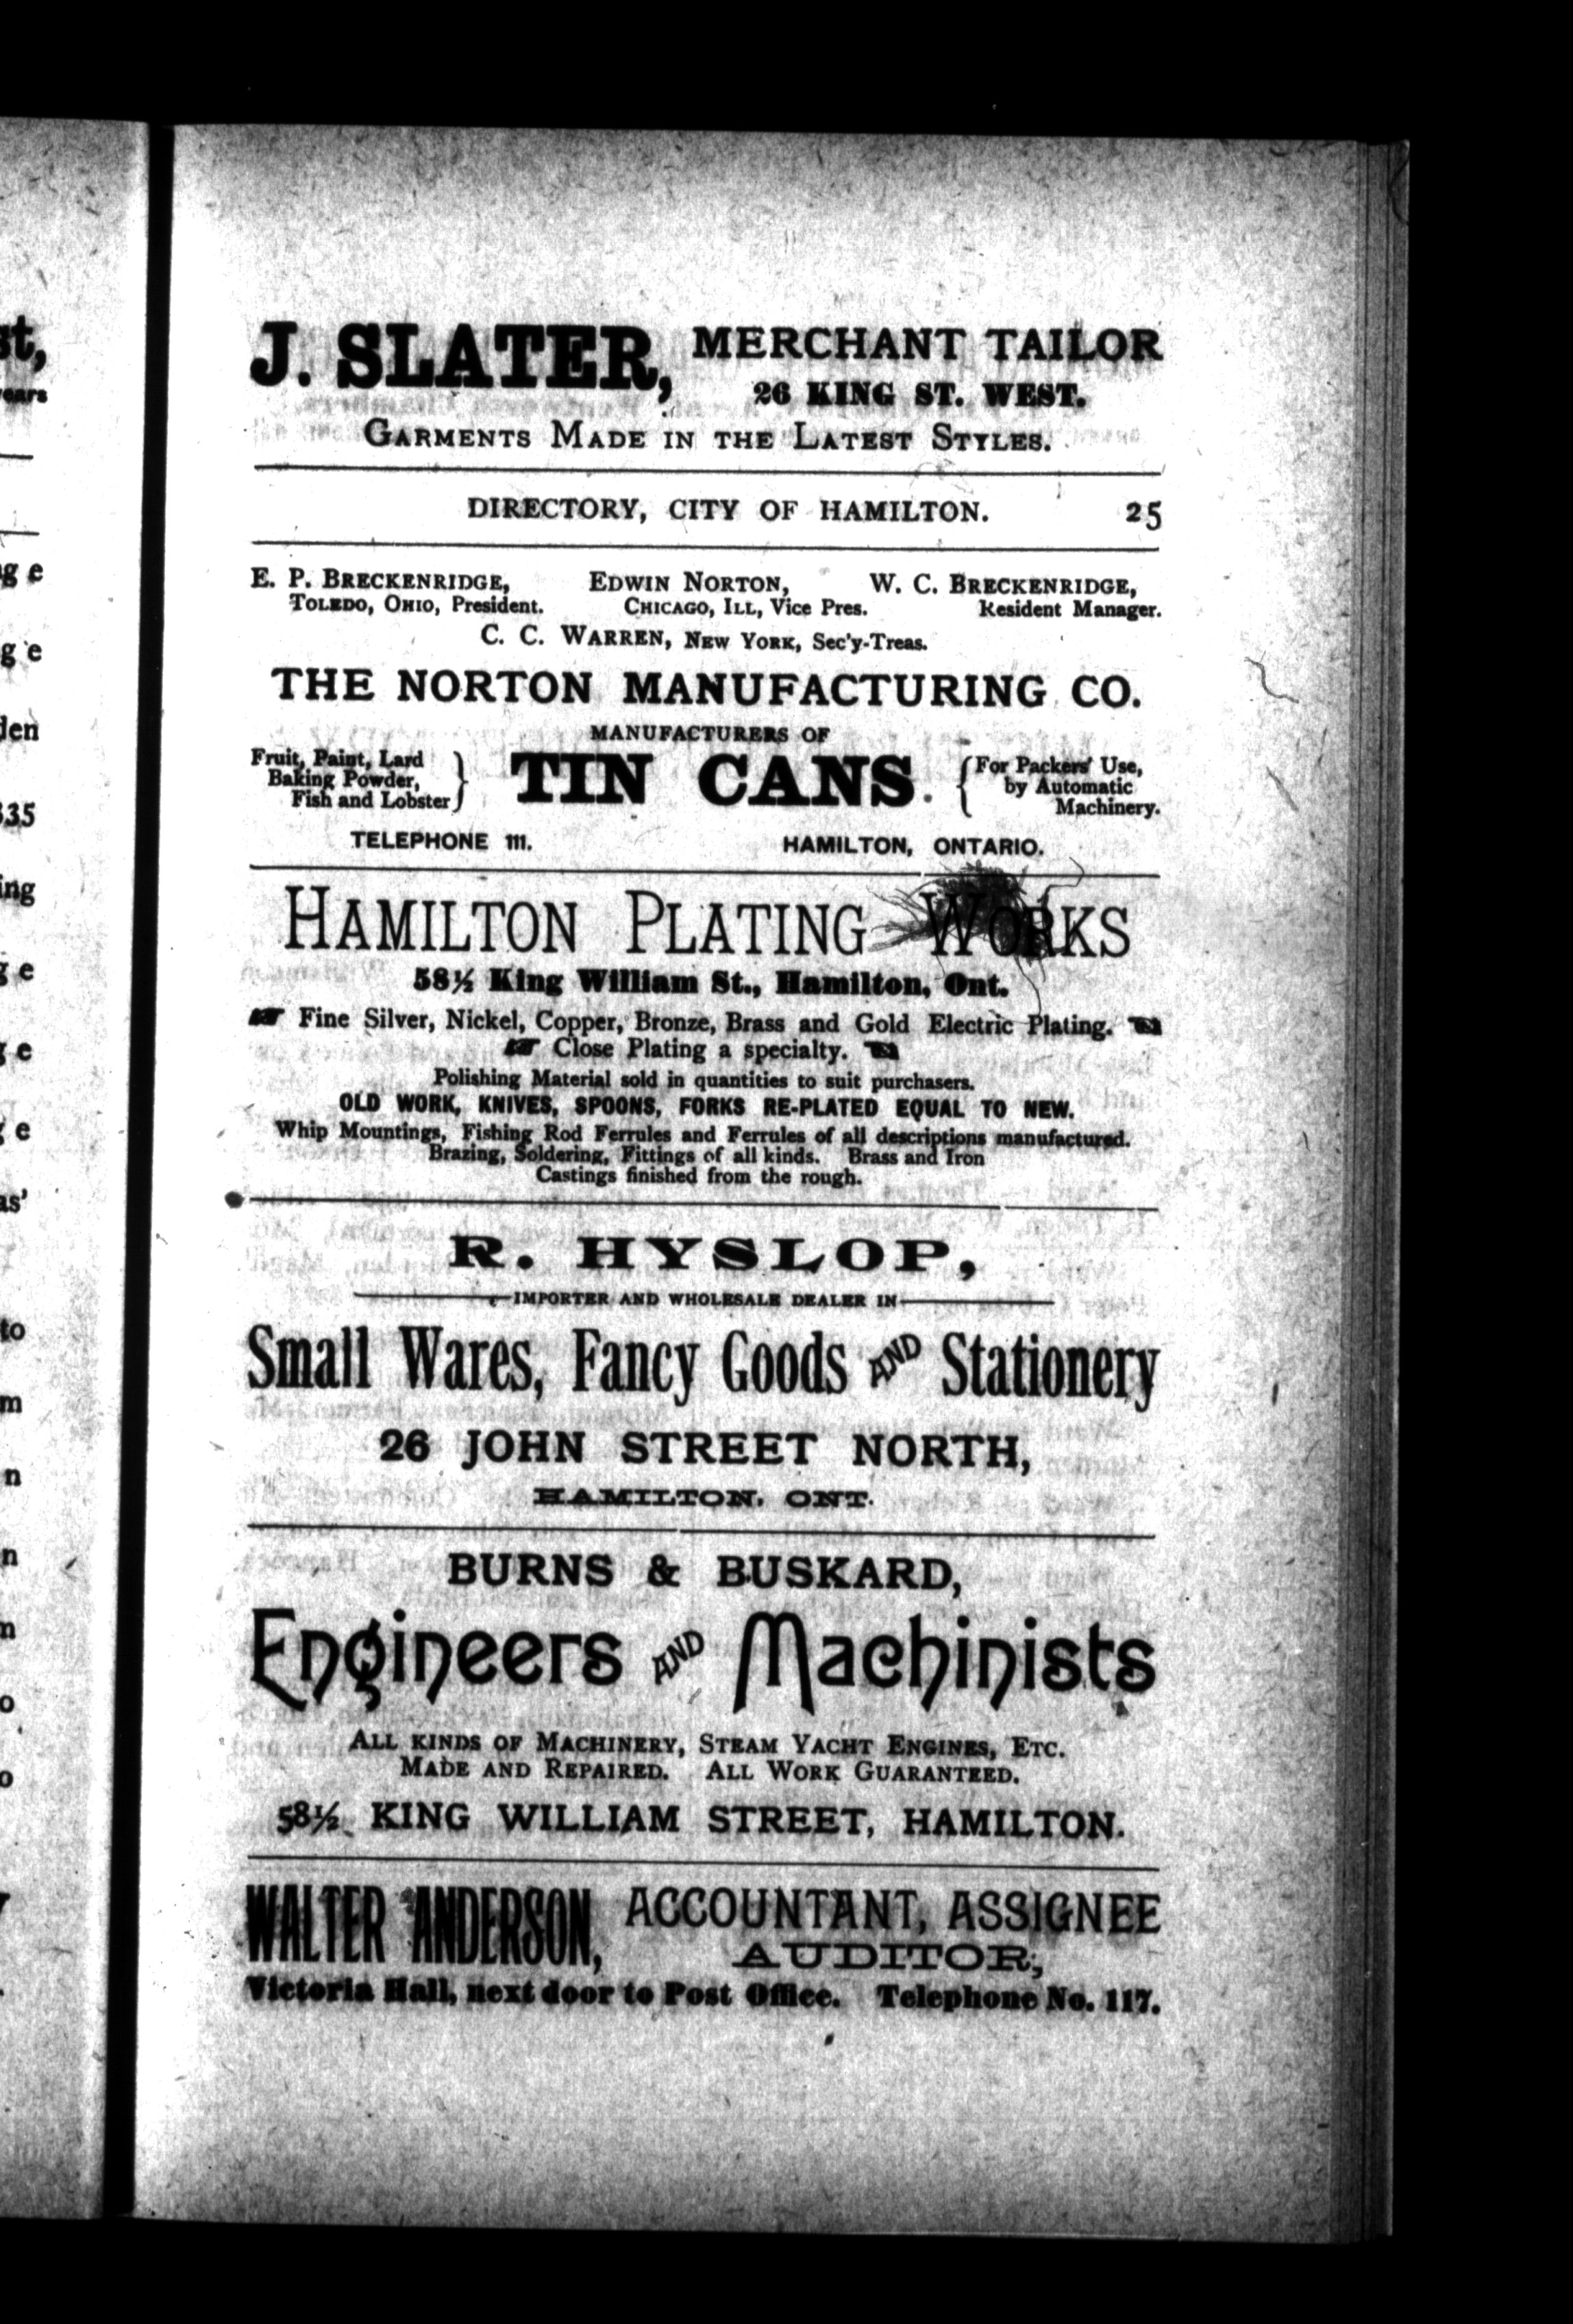 J. SLATER, MERCHANT TAILOR
26 KING ST. WEST.
GARMENTS MADE IN THE LATEST STYLES.
DIRECTORY, CITY OF HAMILTON. 25
E. P. BRECKENRIDGE, EDWIN NORTON, W. C. BRECKENRIDGE,
TOLEDO, OHIO, President. CHICAGO, ILL, Vice Pres. Resident Manager.
C. C. WARREN, NEW YORK, Sec'y-Treas.
THE NORTON MANUFACTURING CO.
MANUFACTURERS OF
Fruit, Paint, Lard
Baking Powder,
Fish and Lobster
TIN CANS.
For Packers' Use,
by Automatic
Machinery.
TELEPHONE 111. HAMILTON, ONTARIO.
HAMILTON PLATING WORKS
58½ King William St., Hamilton, Ont.
☛ Fine Silver, Nickel, Copper, Bronze, Brass and Gold Electric Plating. ☚
☛ Close Plating a specialty. ☚
Polishing Material sold in quantities to suit purchasers.
OLD WORK, KNIVES, SPOONS, FORKS RE-PLATED EQUAL TO NEW.
Whip Mountings, Fishing Rod Ferrules and Ferrules of all descriptions manufactured.
Brazing, Soldering, Fittings of all kinds. Brass and Iron
Castings finished from the rough.
R. HYSLOP,
IMPORTER AND WHOLESALE DEALER IN
Small Wares, Fancy Goods AND Stationery
26 JOHN STREET NORTH,
HAMILTON, ONT.
BURNS & BUSKARD,
Engineers AND Machinists
ALL KINDS OF MACHINERY, STEAM YACHT ENGINES, ETC.
MADE AND REPAIRED. ALL WORK GUARANTEED.
58½ KING WILLIAM STREET, HAMILTON.
WALTER ANDERSON, ACCOUNTANT, ASSIGNEE
AUDITOR,
Victoria Hall, next door to Post Office. Telephone No. 117.